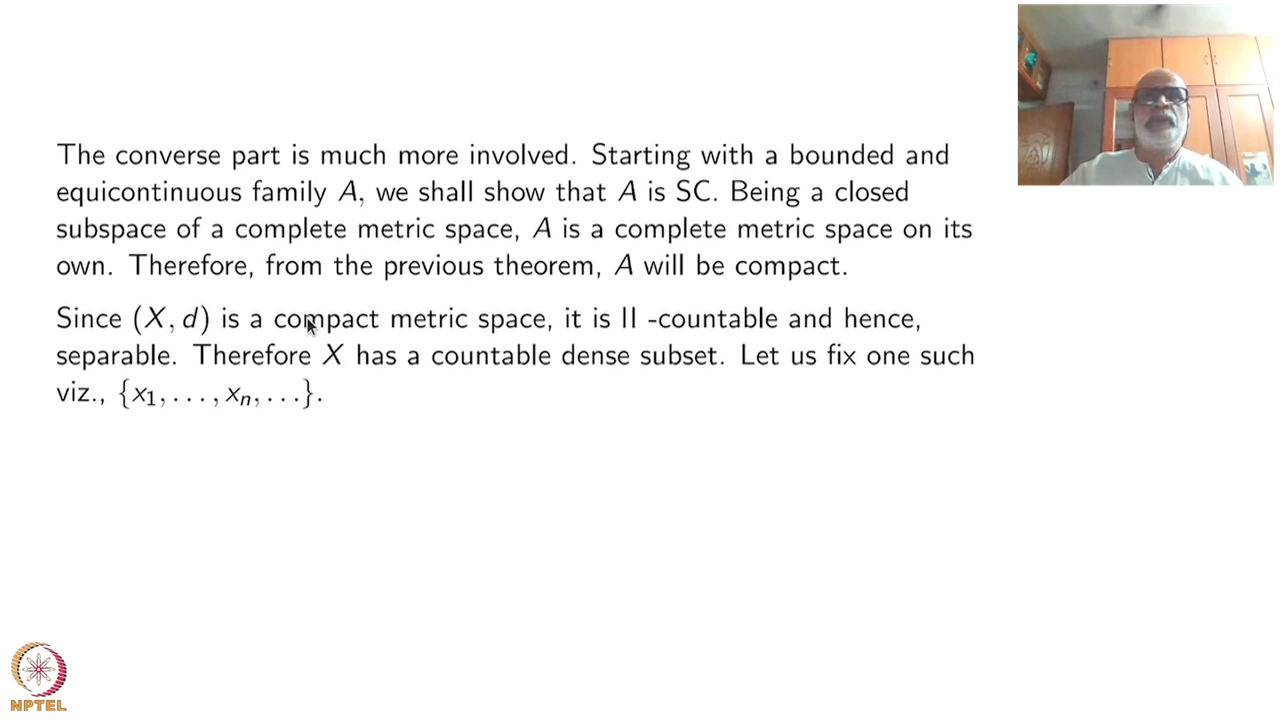 The converse part is much more involved. Starting with a bounded and
equicontinuous family A, we shall show that A is SC. Being a closed
subspace of a complete metric space, A is a complete metric space on its
own. Therefore, from the previous theorem, A will be compact.
Since (X, d) is a compact metric space, it is II -countable and hence,
separable. Therefore X has a countable dense subset. Let us fix one such
viz., {x₁, . . . , xₙ, . . .}.
NPTEL